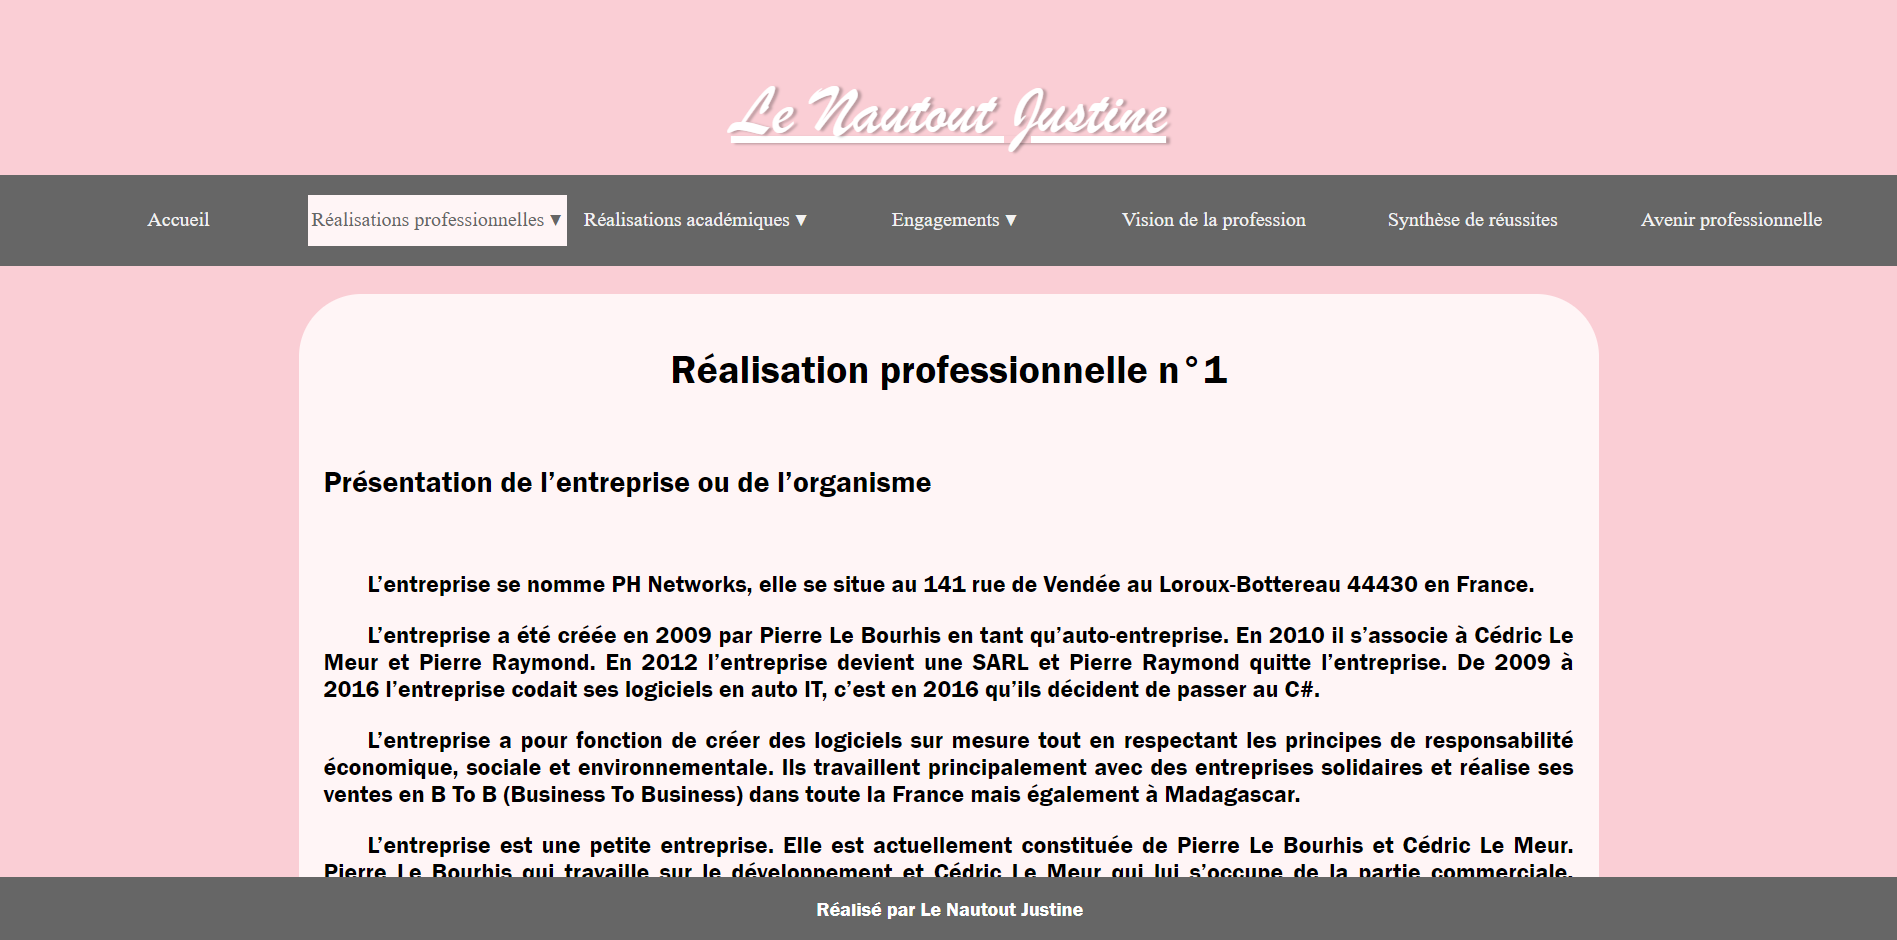 Le Nautout Justine
Accueil
Réalisations professionnelles ▼
Réalisations académiques ▼
Engagements ▼
Vision de la profession
Synthèse de réussites
Avenir professionnelle
Réalisation professionnelle n°1
Présentation de l’entreprise ou de l’organisme
L’entreprise se nomme PH Networks, elle se situe au 141 rue de Vendée au Loroux-Bottereau 44430 en France.
L’entreprise a été créée en 2009 par Pierre Le Bourhis en tant qu’auto-entreprise. En 2010 il s’associe à Cédric Le
Meur et Pierre Raymond. En 2012 l’entreprise devient une SARL et Pierre Raymond quitte l’entreprise. De 2009 à
2016 l’entreprise codait ses logiciels en auto IT, c’est en 2016 qu’ils décident de passer au C#.
L’entreprise a pour fonction de créer des logiciels sur mesure tout en respectant les principes de responsabilité
économique, sociale et environnementale. Ils travaillent principalement avec des entreprises solidaires et réalise ses
ventes en B To B (Business To Business) dans toute la France mais également à Madagascar.
L’entreprise est une petite entreprise. Elle est actuellement constituée de Pierre Le Bourhis et Cédric Le Meur.
Pierre Le Bourhis qui travaille sur le développement et Cédric Le Meur qui lui s’occupe de la partie commerciale.
Réalisé par Le Nautout Justine